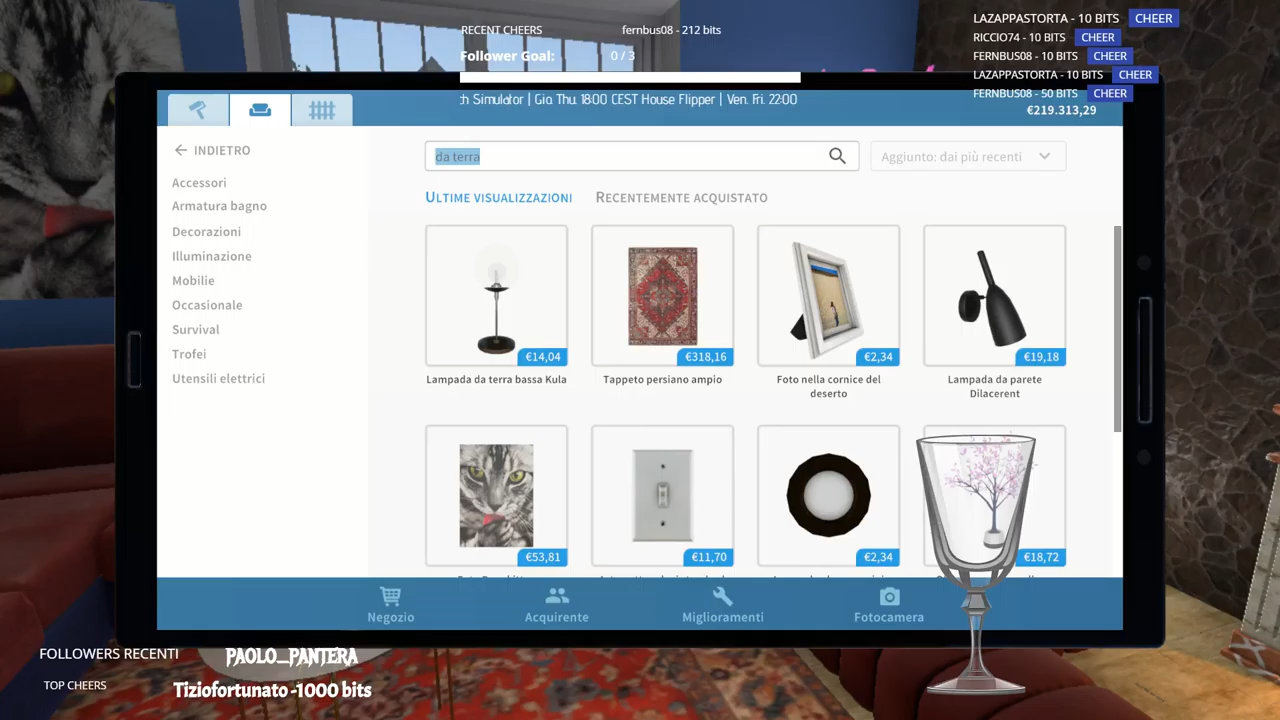 RECENT CHEERS
fernbus08 - 212 bits
Follower Goal:
0 / 3
LAZAPPASTORTA - 10 BITS CHEER
RICCIO74 - 10 BITS CHEER
FERNBUS08 - 10 BITS CHEER
LAZAPPASTORTA - 10 BITS CHEER
FERNBUS08 - 50 BITS CHEER
Simulator | Gio. Thu. 18:00 CEST House Flipper | Ven. Fri. 22:00
€219.313,29
INDIETRO
da terra
Aggiunto: dai più recenti
Accessori
Armatura bagno
Decorazioni
Illuminazione
Mobilie
Occasionale
Survival
Trofei
Utensili elettrici
ULTIME VISUALIZZAZIONI
RECENTEMENTE ACQUISTATO
€14,04
€318,16
€2,34
€19,18
Lampada da terra bassa Kula
Tappeto persiano ampio
Foto nella cornice del
deserto
Lampada da parete
Dilacerent
€53,81
€11,70
€2,34
€18,72
Negozio
Acquirente
Miglioramenti
Fotocamera
FOLLOWERS RECENTI
PAOLO_PANTERA
TOP CHEERS
Tiziofortunato -1000 bits